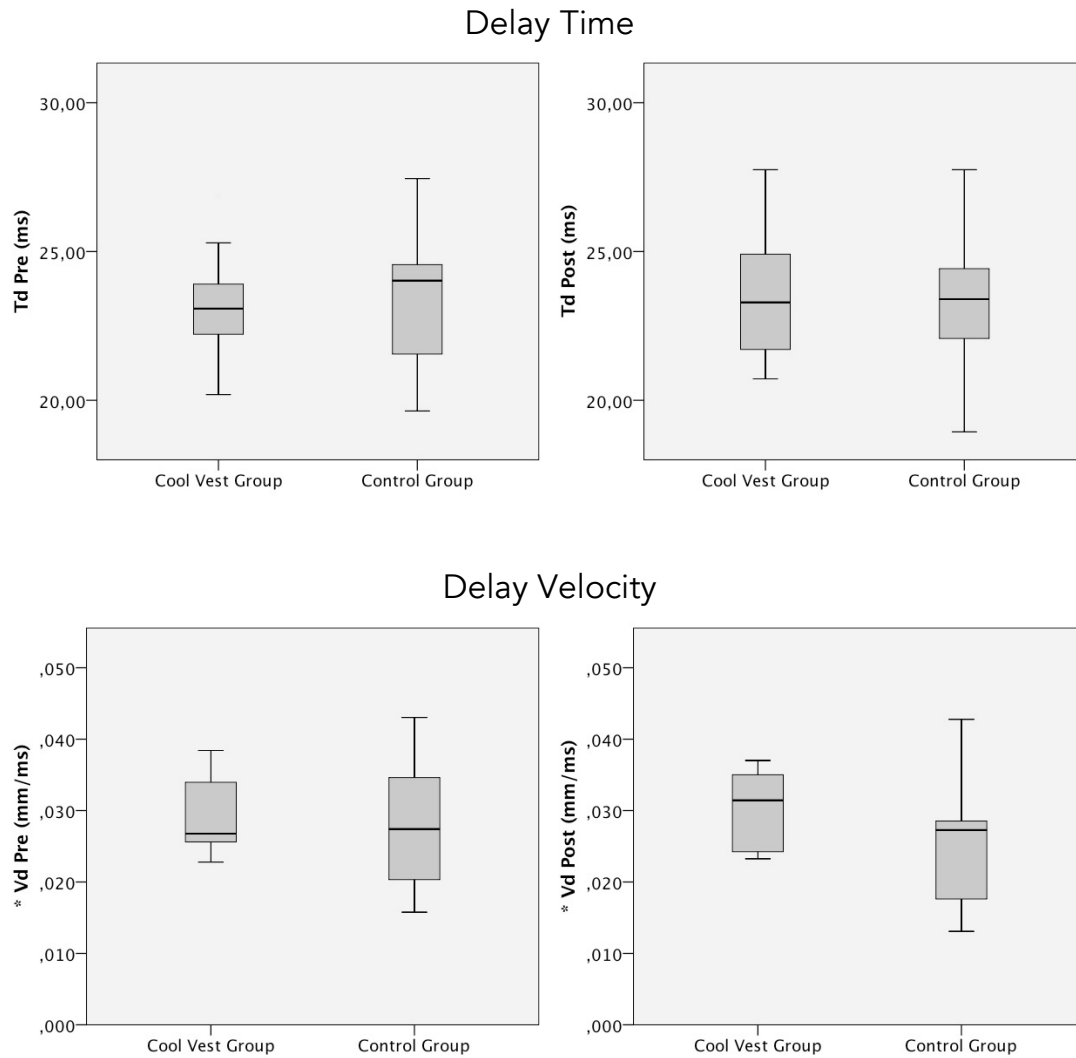 Delay Time
Td Pre (ms)
30,00
25,00
20,00
Cool Vest Group
Control Group
Td Post (ms)
30,00
25,00
20,00
Cool Vest Group
Control Group
Delay Velocity
* Vd Pre (mm/ms)
,050
,040
,030
,020
,010
,000
Cool Vest Group
Control Group
* Vd Post (mm/ms)
,050
,040
,030
,020
,010
,000
Cool Vest Group
Control Group